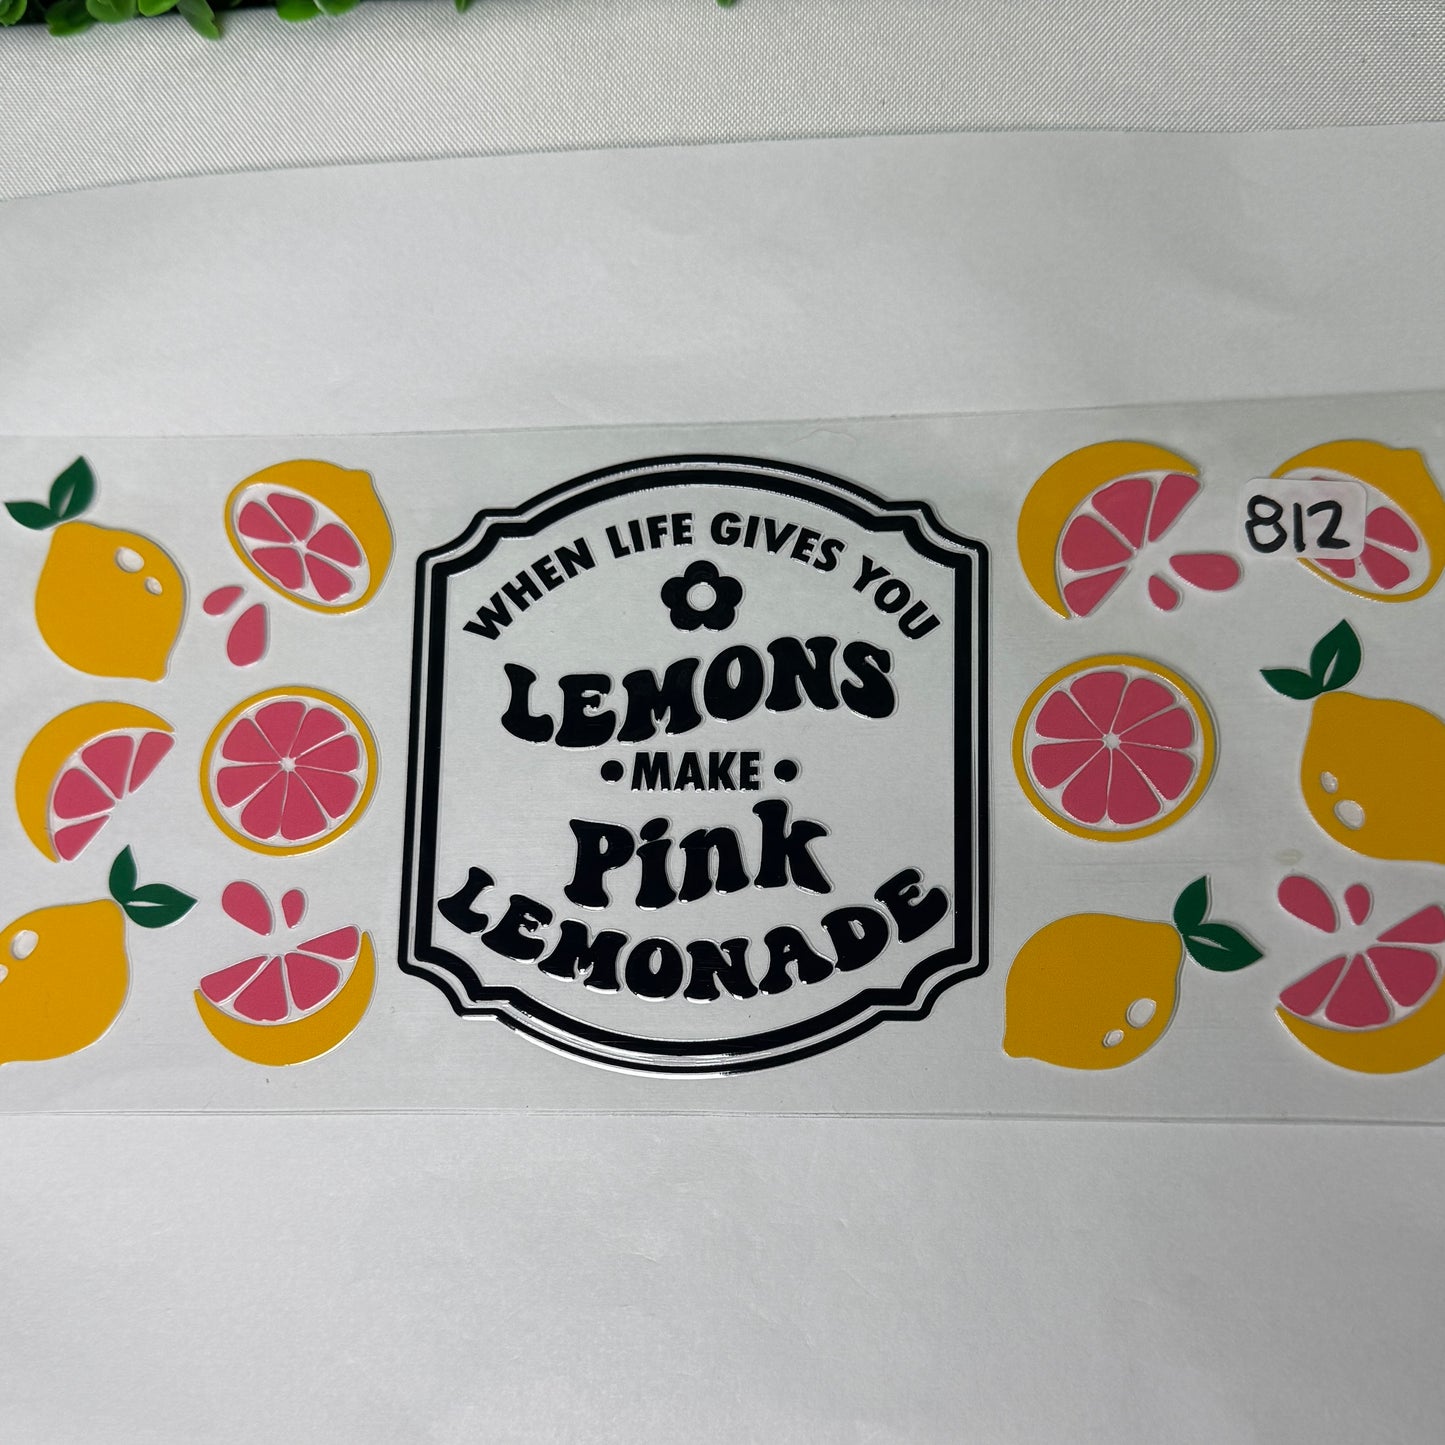 WHEN LIFE GIVES YOU
LEMONS
• MAKE •
Pink
LEMONADE
812